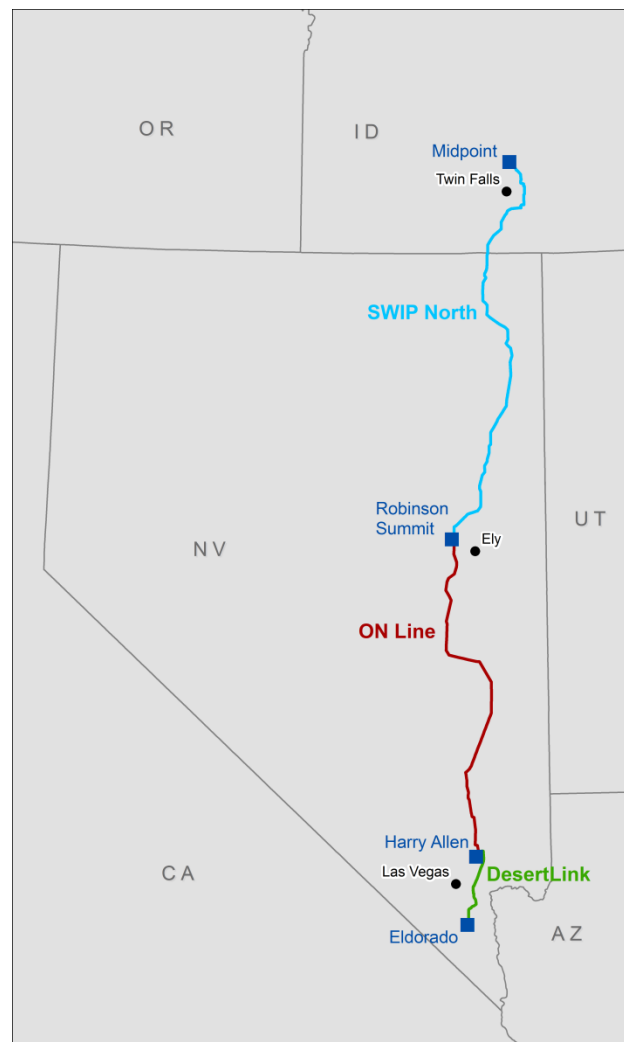 OR
ID
Midpoint
Twin Falls
SWIP North
Robinson
Summit
Ely
UT
NV
ON Line
Harry Allen
Las Vegas
DesertLink
CA
Eldorado
AZ